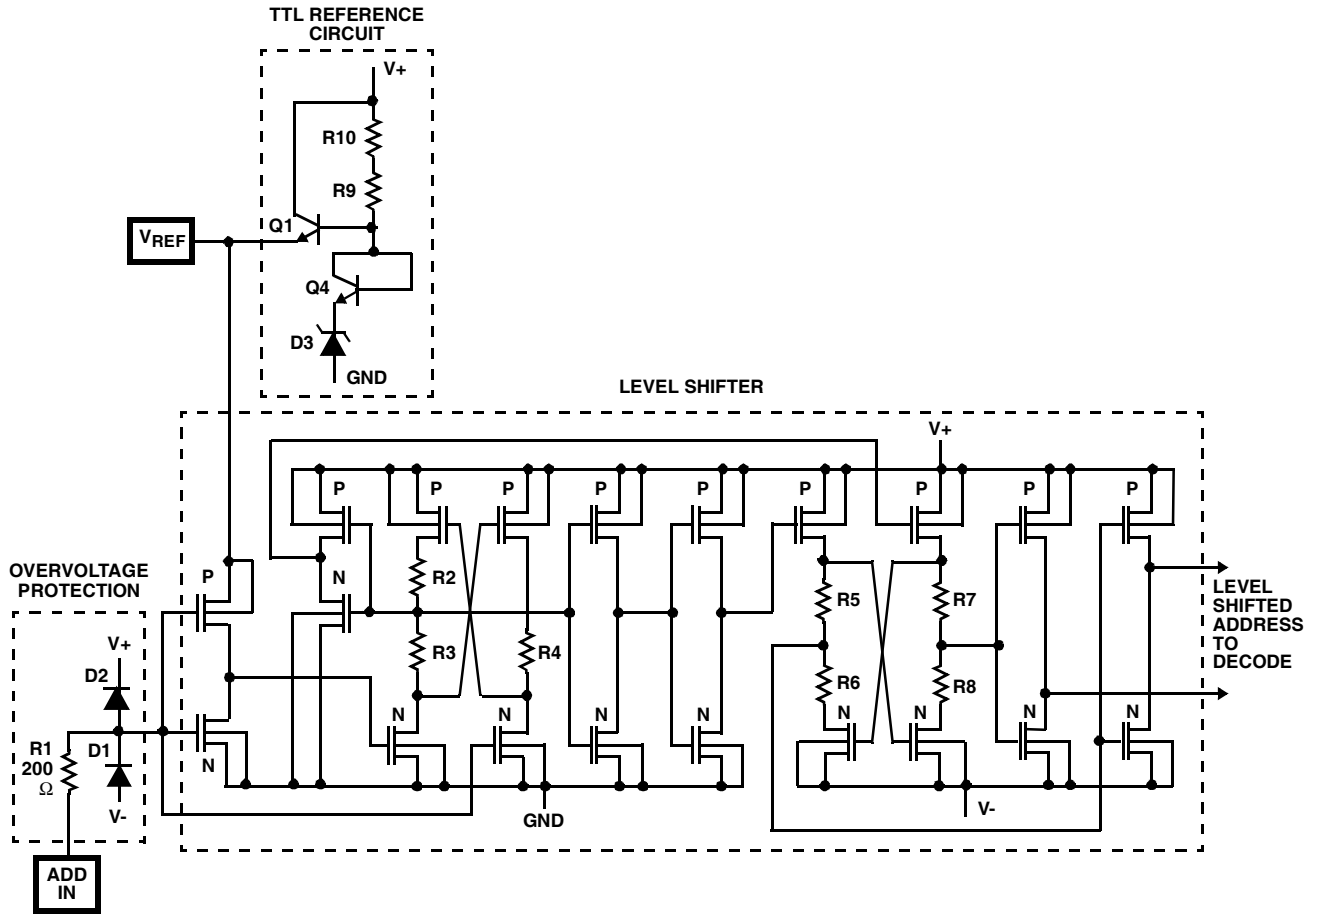 TTL REFERENCE
CIRCUIT
V+
R10
R9
Q1
VREF
Q4
D3
GND
LEVEL SHIFTER
V+
P P P P P P P P P
OVERVOLTAGE
PROTECTION
P
N
R2
R5
R7
LEVEL
SHIFTED
ADDRESS
TO
DECODE
V+
R3
R4
D2
R6
R8
N N N N N N N N
R1
200
Ω
D1
N
V-
V-
GND
ADD
IN